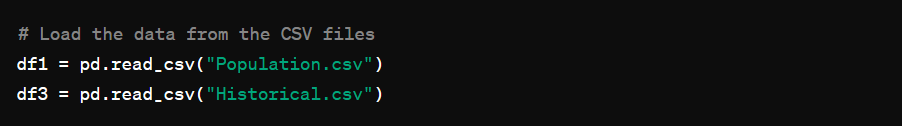 # Load the data from the CSV files
df1 = pd.read_csv("Population.csv")
df3 = pd.read_csv("Historical.csv")